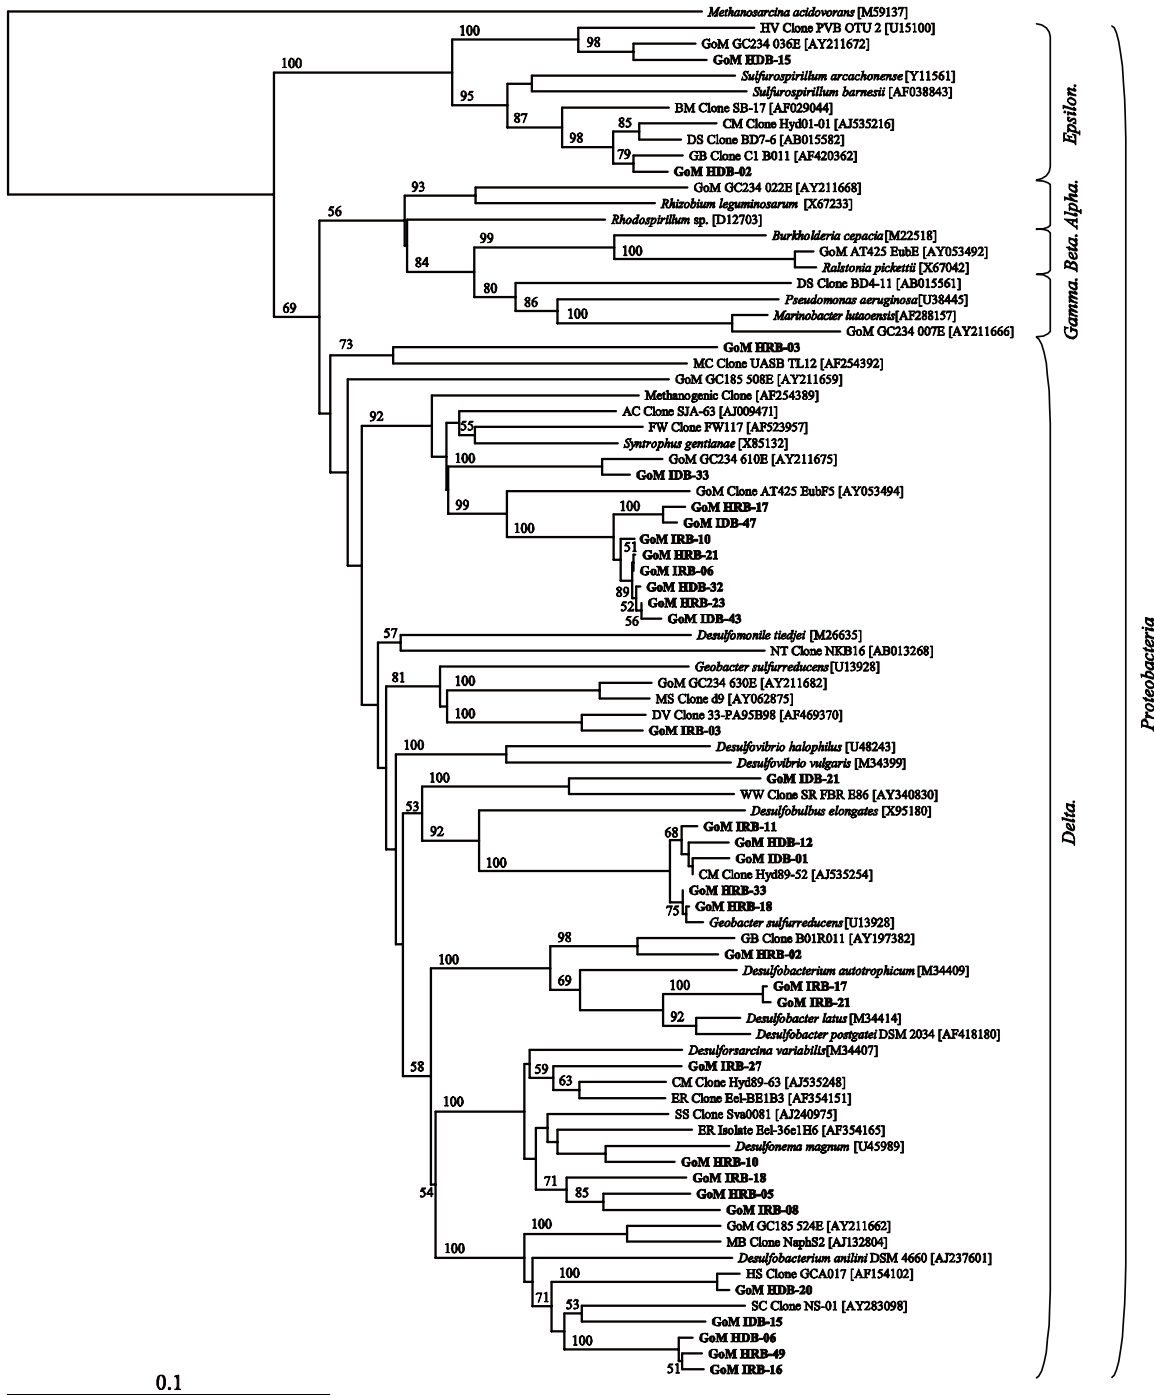 Methanosarcina acidovorans [M59137]
HV Clone PVB OTU 2 [U15100]
100
98
GoM GC234 036E [AY211672]
GoM HDB-15
100
Sulfurospirillum arcachonense [Y11561]
95
Sulfurospirillum barnesii [AF038843]
BM Clone SB-17 [AF029044]
87
85
CM Clone Hyd01-01 [AJ535216]
98
DS Clone BD7-6 [AB015582]
79
GB Clone C1 B011 [AF420362]
GoM HDB-02
Epsilon.
93
GoM GC234 022E [AY211668]
Rhizobium leguminosarum [X67233]
56
Rhodospirillum sp. [D12703]
Alpha.
99
Burkholderia cepacia [M22518]
100
GoM AT425 EubE [AY053492]
84
Ralstonia pickettii [X67042]
Beta.
80
DS Clone BD4-11 [AB015561]
86
Pseudomonas aeruginosa [U38445]
69
100
Marinobacter lutaoensis [AF288157]
GoM GC234 007E [AY211666]
Gamma.
73
GoM HRB-03
MC Clone UASB TL12 [AF254392]
GoM GC185 508E [AY211659]
Methanogenic Clone [AF254389]
92
AC Clone SJA-63 [AJ009471]
55
FW Clone FW117 [AF523957]
Syntrophus gentianae [X85132]
100
GoM GC234 610E [AY211675]
GoM IDB-33
GoM Clone AT425 EubF5 [AY053494]
99
100
GoM HRB-17
100
GoM IDB-47
GoM IRB-10
51
GoM HRB-21
GoM IRB-06
89
GoM HDB-32
52
GoM HRB-23
56
GoM IDB-43
57
Desulfomonile tiedjei [M26635]
NT Clone NKB16 [AB013268]
Proteobacteria
Geobacter sulfurreducens [U13928]
81
100
GoM GC234 630E [AY211682]
MS Clone d9 [AY062875]
100
DV Clone 33-PA95B98 [AF469370]
GoM IRB-03
100
Desulfovibrio halophilus [U48243]
Desulfovibrio vulgaris [M34399]
100
GoM IDB-21
WW Clone SR FBR E86 [AY340830]
53
Desulfobulbus elongates [X95180]
Delta.
92
68
GoM IRB-11
GoM HDB-12
100
GoM IDB-01
CM Clone Hyd89-52 [AJ535254]
GoM HRB-33
75
GoM HRB-18
Geobacter sulfurreducens [U13928]
98
GB Clone B01R011 [AY197382]
GoM HRB-02
100
Desulfobacterium autotrophicum [M34409]
69
100
GoM IRB-17
GoM IRB-21
92
Desulfobacter latus [M34414]
Desulfobacter postgatei DSM 2034 [AF418180]
Desulforsarcina variabilis [M34407]
58
59
GoM IRB-27
63
CM Clone Hyd89-63 [AJ535248]
ER Clone Eel-BE1B3 [AF354151]
100
SS Clone Sva0081 [AJ240975]
ER Isolate Eel-36e1H6 [AF354165]
Desulfonema magnum [U45989]
GoM HRB-10
71
GoM IRB-18
54
85
GoM HRB-05
GoM IRB-08
100
GoM GC185 524E [AY211662]
MB Clone NaphS2 [AJ132804]
100
Desulfobacterium anilini DSM 4660 [AJ237601]
100
HS Clone GCA017 [AF154102]
GoM HDB-20
71
53
SC Clone NS-01 [AY283098]
GoM IDB-15
100
GoM HDB-06
GoM HRB-49
51
GoM IRB-16
0.1